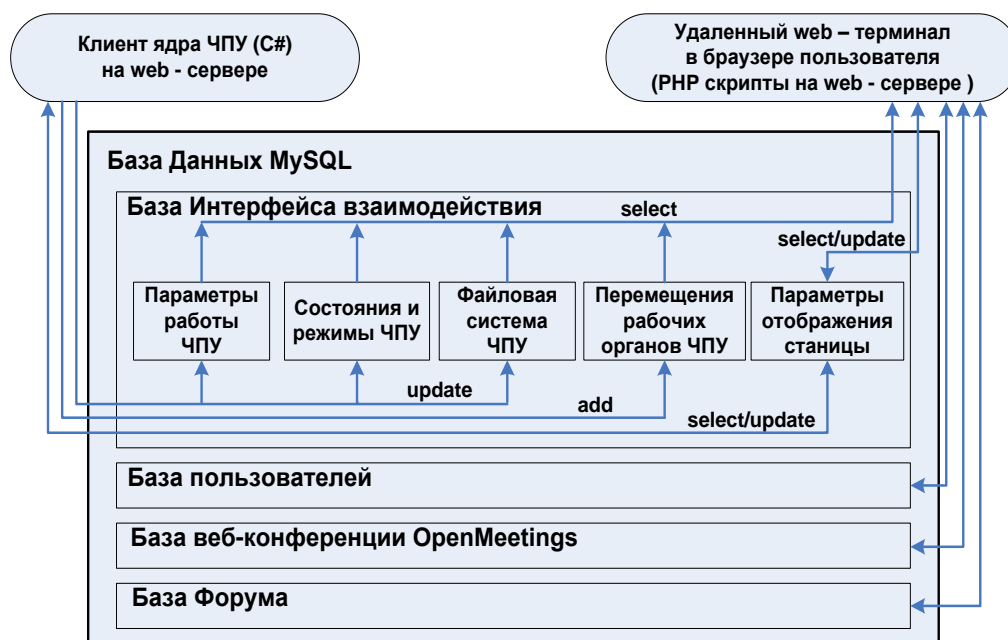 Клиент ядра ЧПУ (C#)
на web - сервере
Удаленный web – терминал
в браузере пользователя
(PHP скрипты на web - сервере )
База Данных MySQL
База Интерфейса взаимодействия
select
select/update
Параметры
работы
ЧПУ
Состояния и
режимы ЧПУ
Файловая
система
ЧПУ
Перемещения
рабочих
органов ЧПУ
Параметры
отображения
станицы
update
add
select/update
База пользователей
База веб-конференции OpenMeetings
База Форума